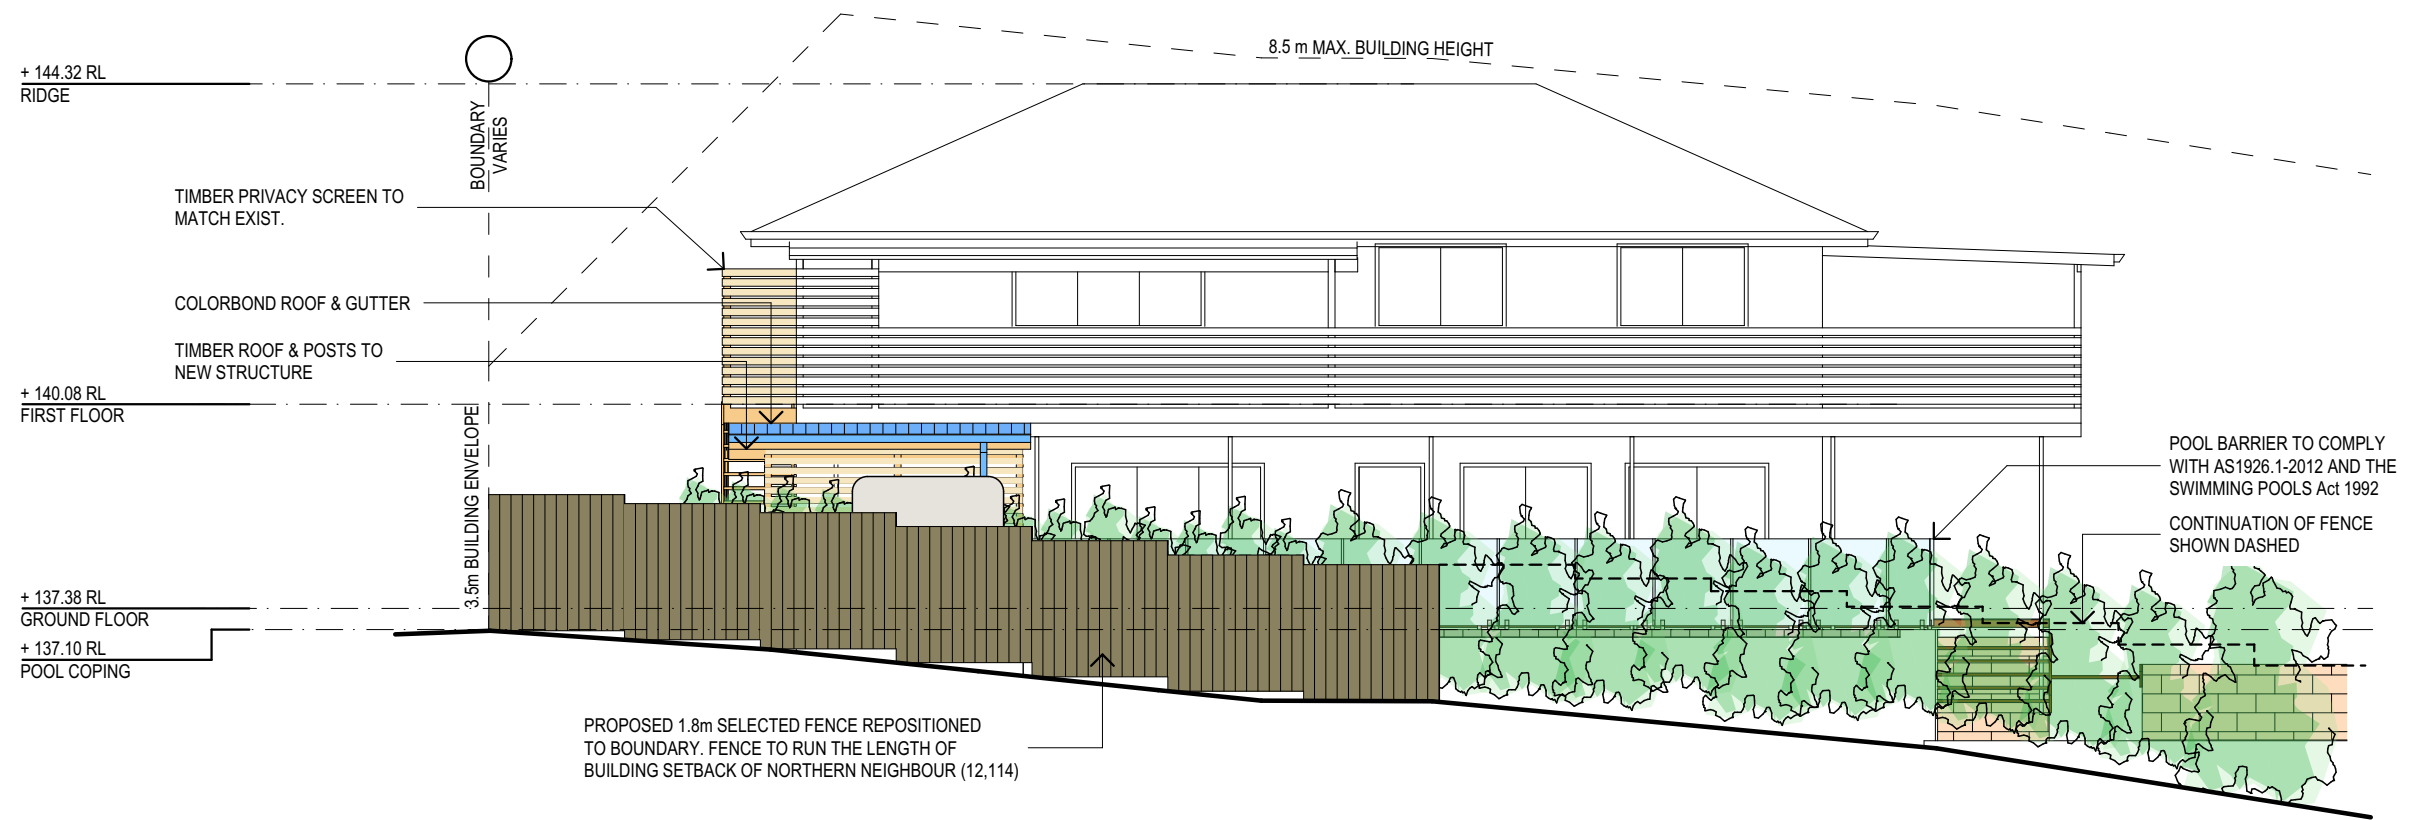 8.5 m MAX. BUILDING HEIGHT
+ 144.32 RL
RIDGE
BOUNDARY
VARIES
TIMBER PRIVACY SCREEN TO
MATCH EXIST.
COLORBOND ROOF & GUTTER
TIMBER ROOF & POSTS TO
NEW STRUCTURE
+ 140.08 RL
FIRST FLOOR
3.5m BUILDING ENVELOPE
POOL BARRIER TO COMPLY
WITH AS1926.1-2012 AND THE
SWIMMING POOLS Act 1992
CONTINUATION OF FENCE
SHOWN DASHED
+ 137.38 RL
GROUND FLOOR
+ 137.10 RL
POOL COPING
PROPOSED 1.8m SELECTED FENCE REPOSITIONED
TO BOUNDARY. FENCE TO RUN THE LENGTH OF
BUILDING SETBACK OF NORTHERN NEIGHBOUR (12,114)